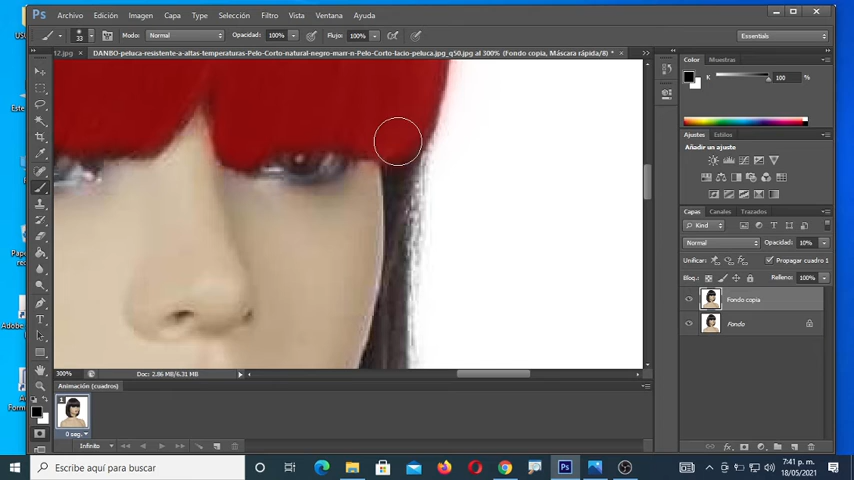 Ps Archivo Edición Imagen Capa Texto Selección Filtro Vista Ventana Ayuda
33 Modo: Normal Opacidad: 100% Flujo: 100% Essentials
12.jpg × DANBO-peluca-resistente-a-altas-temperaturas-Pelo-Corto-natural-negro-marr-n-Pelo-Corto-lacio-peluca.jpg_q50.jpg al 300% (Fondo copia, Máscara rápida/8) * ×
Color Muestras
K 100 %
Ajustes Estilos
Añadir un ajuste
Capas Canales Trazados
Kind
Normal Opacidad: 10%
Unificar: Propagar cuadro 1
Bloq.: Relleno: 100%
Fondo copia
Fondo
300% Doc: 2.86 MB/6.31 MB
Animación (cuadros)
1
0 seg.
Infinito
Escribe aquí para buscar
Ps
7:41 p. m.
18/05/2021